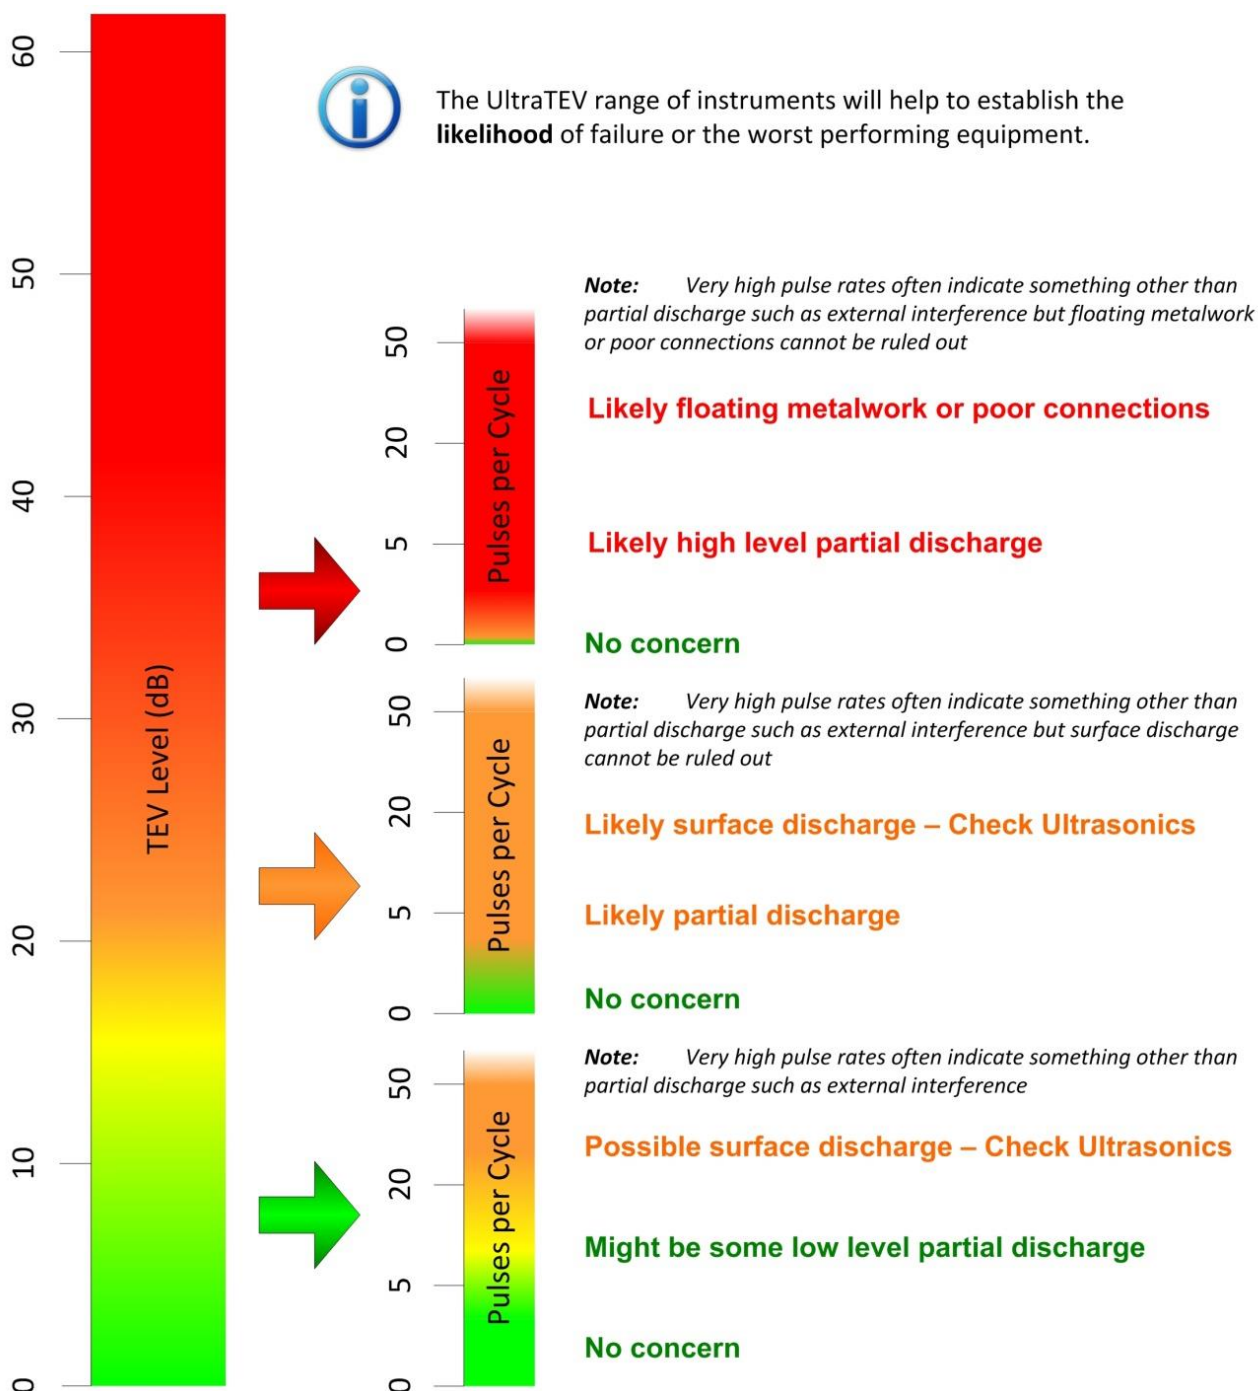 The UltraTEV range of instruments will help to establish the
likelihood of failure or the worst performing equipment.
60
50
40
30
20
10
0
TEV Level (dB)
Note: Very high pulse rates often indicate something other than
partial discharge such as external interference but floating metalwork
or poor connections cannot be ruled out
50
20
5
0
Pulses per Cycle
Likely floating metalwork or poor connections
Likely high level partial discharge
No concern
Note: Very high pulse rates often indicate something other than
partial discharge such as external interference but surface discharge
cannot be ruled out
50
20
5
0
Pulses per Cycle
Likely surface discharge – Check Ultrasonics
Likely partial discharge
No concern
Note: Very high pulse rates often indicate something other than
partial discharge such as external interference
50
20
5
0
Pulses per Cycle
Possible surface discharge – Check Ultrasonics
Might be some low level partial discharge
No concern